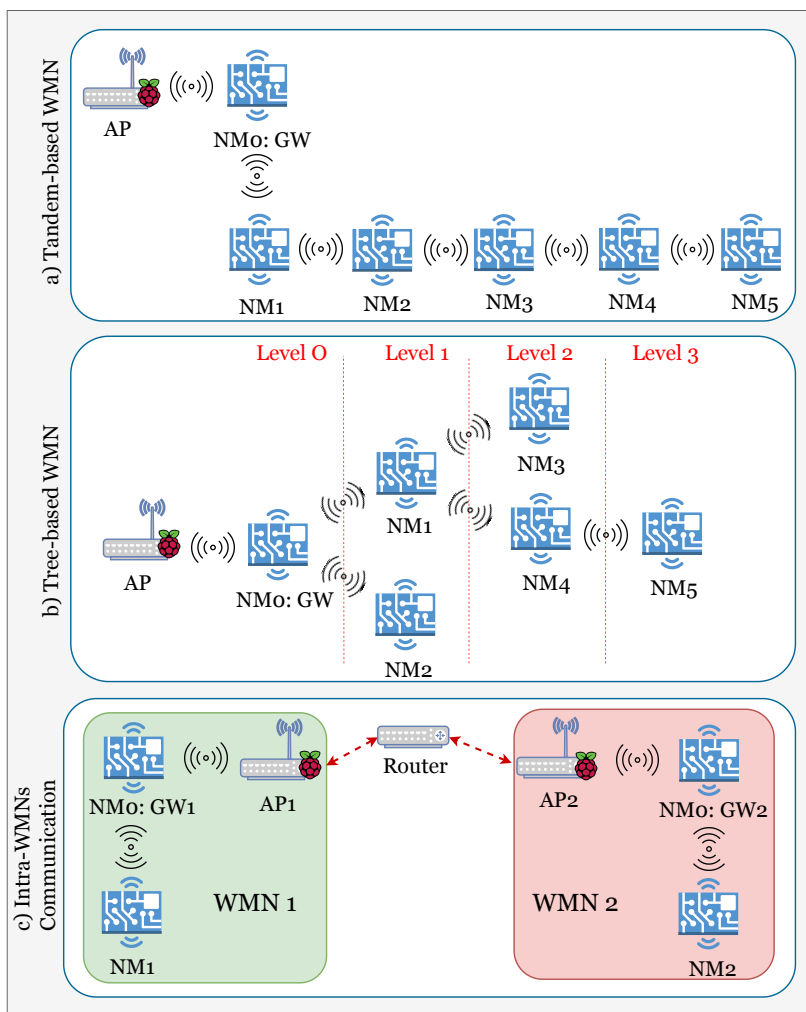 a) Tandem-based WMN
AP
NM0: GW
NM1
NM2
NM3
NM4
NM5
b) Tree-based WMN
Level O
Level 1
Level 2
Level 3
NM3
NM1
AP
NM0: GW
NM4
NM5
NM2
c) Intra-WMNs
Communication
NM0: GW1
AP1
Router
AP2
NM0: GW2
WMN 1
WMN 2
NM1
NM2